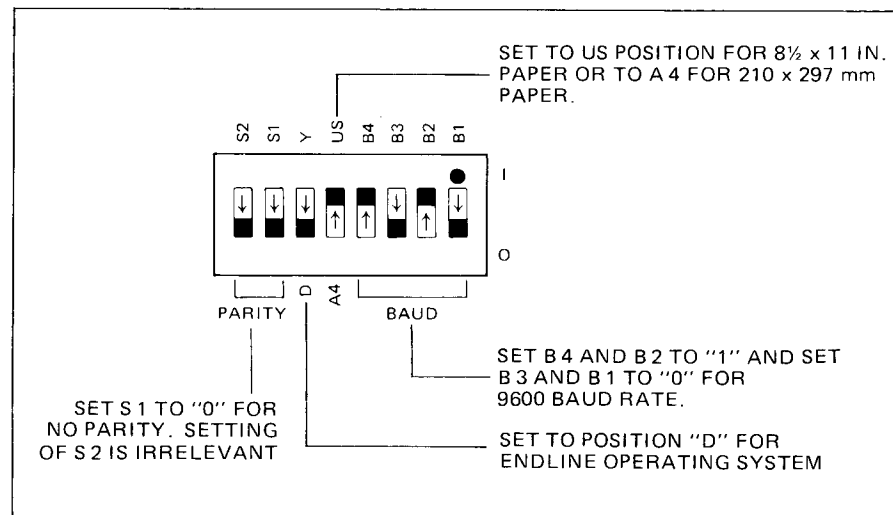 SET TO US POSITION FOR 8½ x 11 IN.
PAPER OR TO A4 FOR 210 x 297 mm
PAPER.
S2 S1 Y US B4 B3 B2 B1
I
O
D A4
PARITY BAUD
SET B4 AND B2 TO "1" AND SET
B3 AND B1 TO "0" FOR
9600 BAUD RATE.
SET S1 TO "0" FOR
NO PARITY. SETTING
OF S2 IS IRRELEVANT
SET TO POSITION "D" FOR
ENDLINE OPERATING SYSTEM